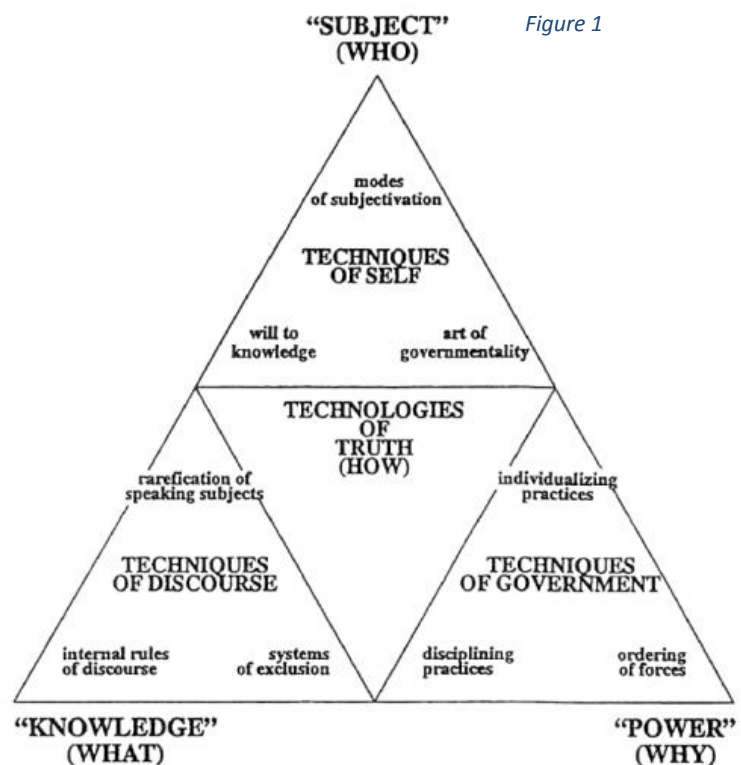 “SUBJECT”
(WHO)
Figure 1
modes
of subjectivation
TECHNIQUES
OF SELF
will to
knowledge
art of
governmentality
TECHNOLOGIES
OF
TRUTH
(HOW)
rarefication of
speaking subjects
individualizing
practices
TECHNIQUES
OF DISCOURSE
TECHNIQUES
OF GOVERNMENT
internal rules
of discourse
systems
of exclusion
disciplining
practices
ordering
of forces
“KNOWLEDGE”
(WHAT)
“POWER”
(WHY)